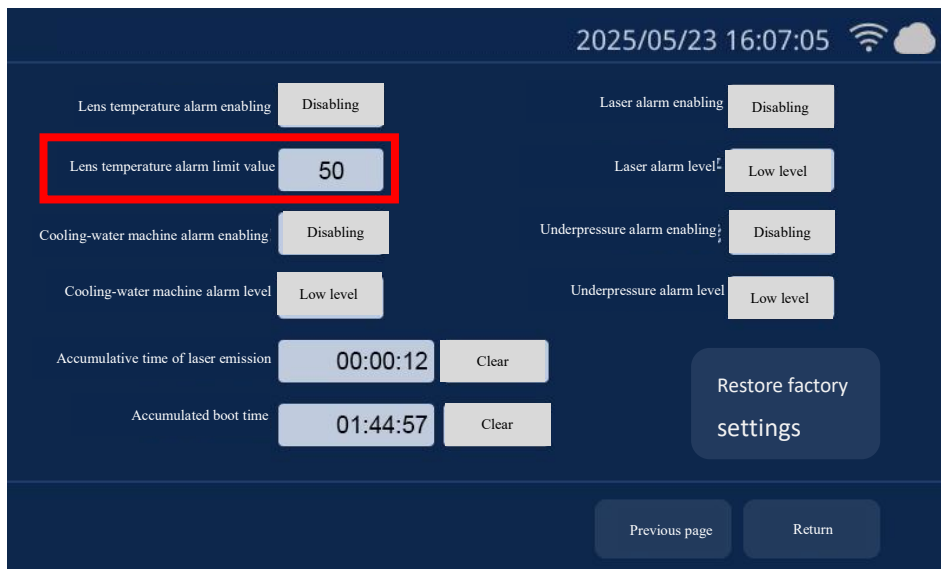 2025/05/23 16:07:05
Lens temperature alarm enabling Disabling
Laser alarm enabling Disabling
Lens temperature alarm limit value 50
Laser alarm level Low level
Cooling-water machine alarm enabling Disabling
Underpressure alarm enabling Disabling
Cooling-water machine alarm level Low level
Underpressure alarm level Low level
Accumulative time of laser emission 00:00:12 Clear
Accumulated boot time 01:44:57 Clear
Restore factory
settings
Previous page
Return